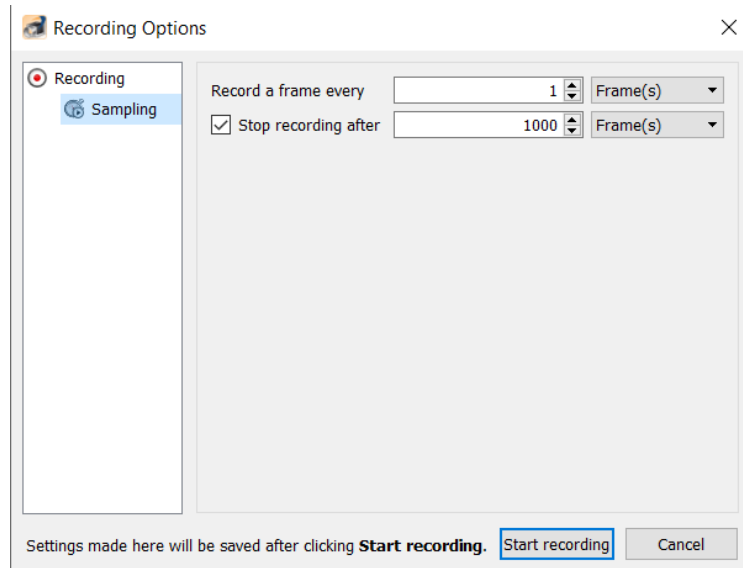 Recording Options
Recording
Sampling
Record a frame every 1 Frame(s)
Stop recording after 1000 Frame(s)
Settings made here will be saved after clicking Start recording. Start recording Cancel